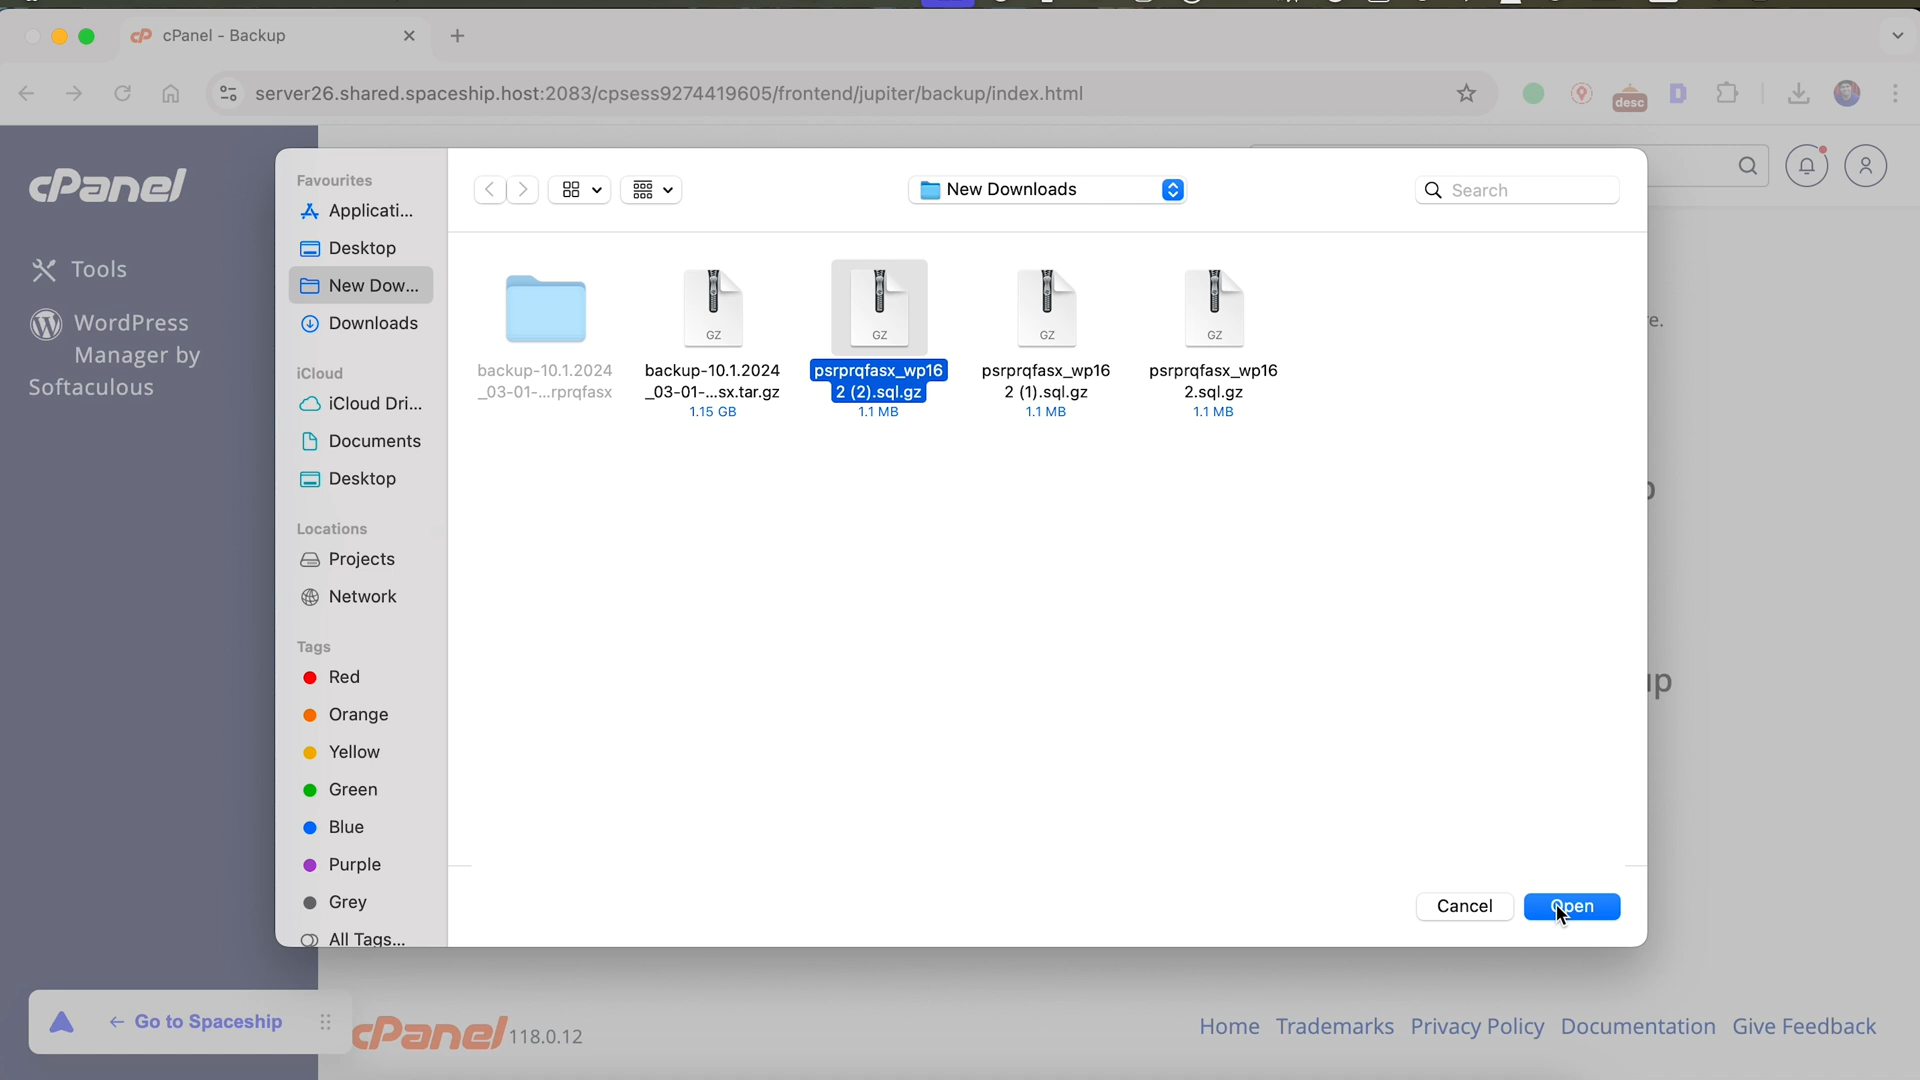 cPanel - Backup
server26.shared.spaceship.host:2083/cpsess9274419605/frontend/jupiter/backup/index.html
desc
D
cPanel
Tools
WordPress
Manager by
Softaculous
Favourites
Applicati...
Desktop
New Dow...
Downloads
iCloud
iCloud Dri...
Documents
Desktop
Locations
Projects
Network
Tags
Red
Orange
Yellow
Green
Blue
Purple
Grey
All Tags...
New Downloads
Search
GZ
GZ
GZ
GZ
backup-10.1.2024
_03-01-...rprqfasx
backup-10.1.2024
_03-01-...sx.tar.gz
1.15 GB
psrprqfasx_wp16
2 (2).sql.gz
1.1 MB
psrprqfasx_wp16
2 (1).sql.gz
1.1 MB
psrprqfasx_wp16
2.sql.gz
1.1 MB
Cancel
Open
re.
up
← Go to Spaceship
cPanel 118.0.12
Home Trademarks Privacy Policy Documentation Give Feedback